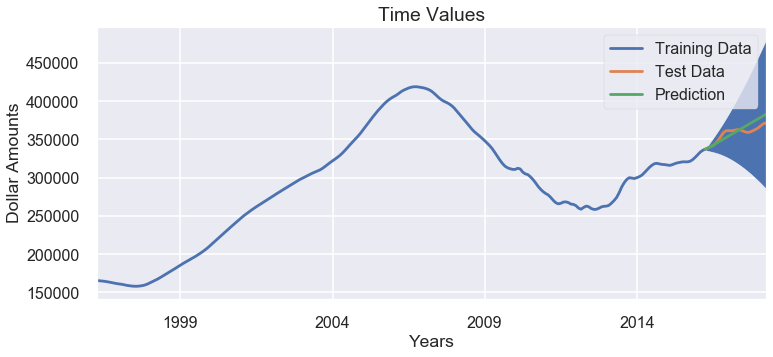 Time Values
Training Data
Test Data
Prediction
Dollar Amounts
450000
400000
350000
300000
250000
200000
150000
1999
2004
2009
2014
Years